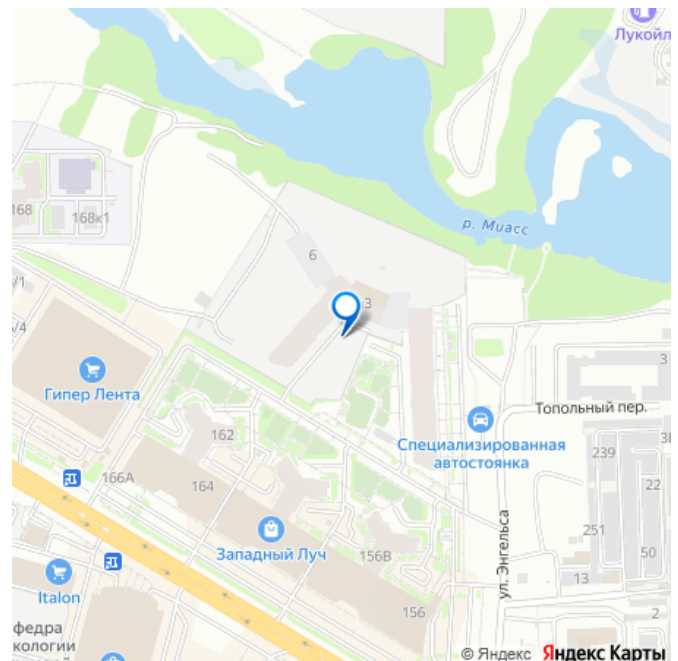 Лукойл
р. Миасс
168
168к1
6
3
/1
/4
Гипер Лента
3
Топольный пер.
Специализированная
автостоянка
162
239
22
166А
164
Западный Луч
156В
251
50
ул. Энгельса
13
Italon
156
2
федра
кологии
© Яндекс Яндекс Карты